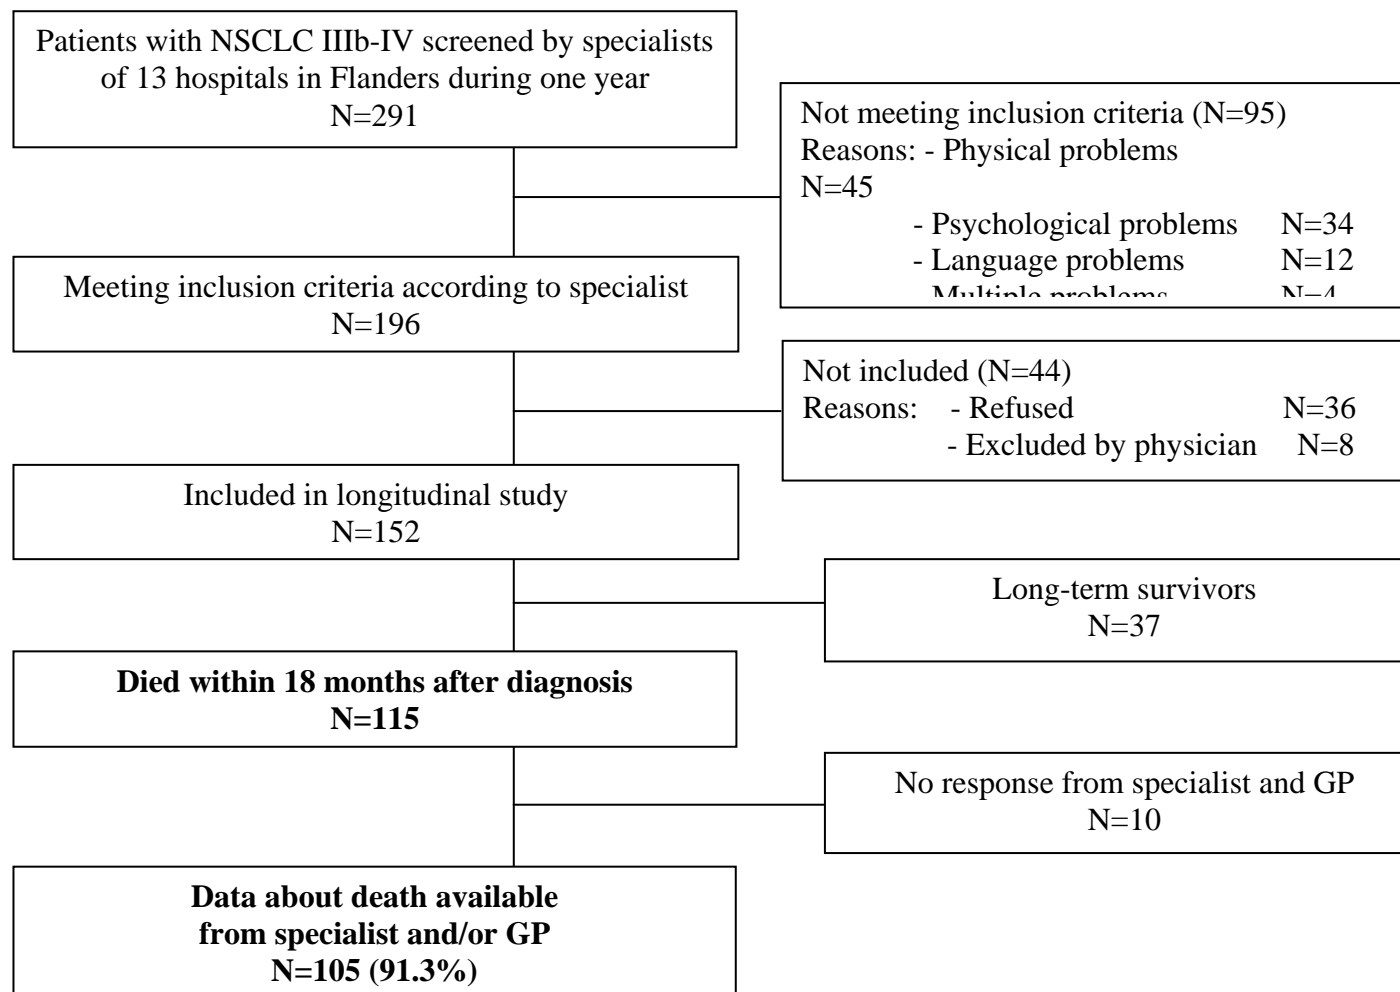 Patients with NSCLC IIIb-IV screened by specialists
of 13 hospitals in Flanders during one year
N=291
Not meeting inclusion criteria (N=95)
Reasons: - Physical problems
N=45
- Psychological problems N=34
- Language problems N=12
- Multiple problems N=4
Meeting inclusion criteria according to specialist
N=196
Not included (N=44)
Reasons: - Refused N=36
- Excluded by physician N=8
Included in longitudinal study
N=152
Long-term survivors
N=37
Died within 18 months after diagnosis
N=115
No response from specialist and GP
N=10
Data about death available
from specialist and/or GP
N=105 (91.3%)